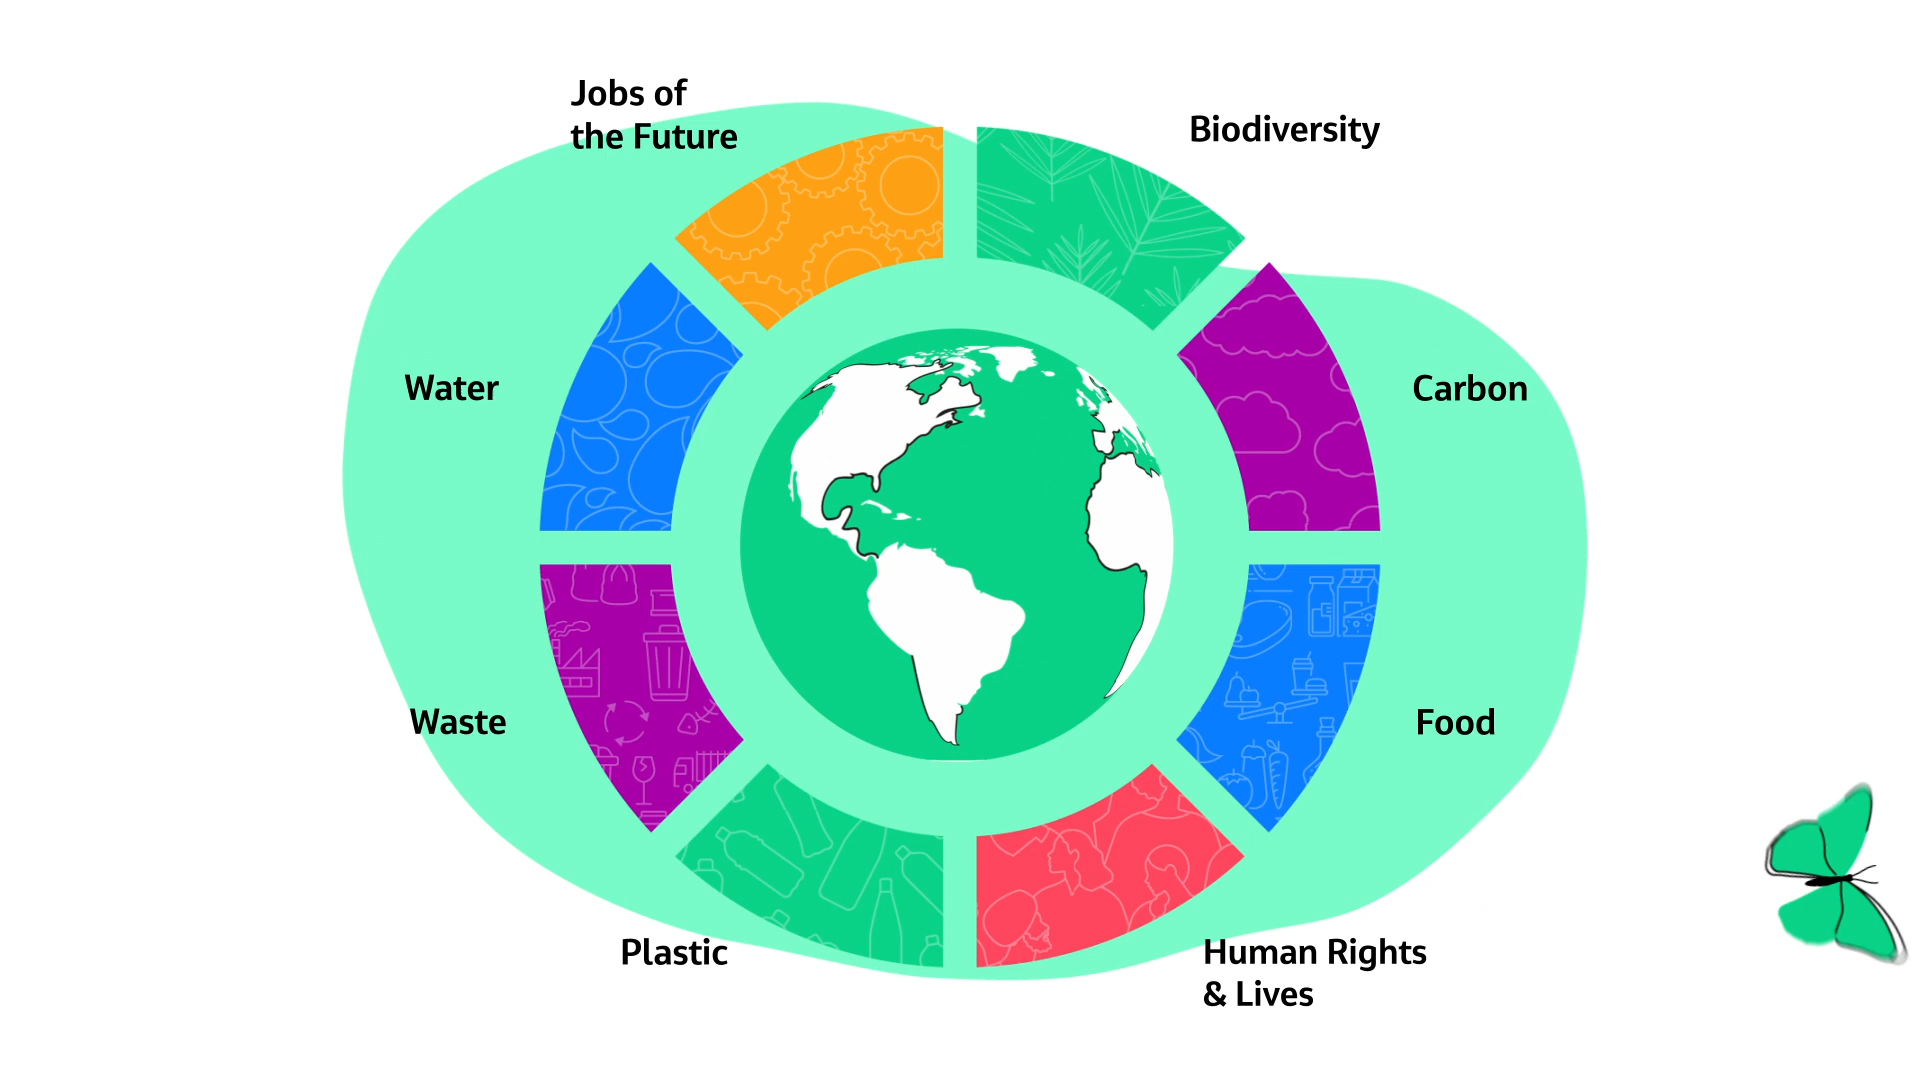 Jobs of
the Future
Biodiversity
Water
Carbon
Waste
Food
Plastic
Human Rights
& Lives